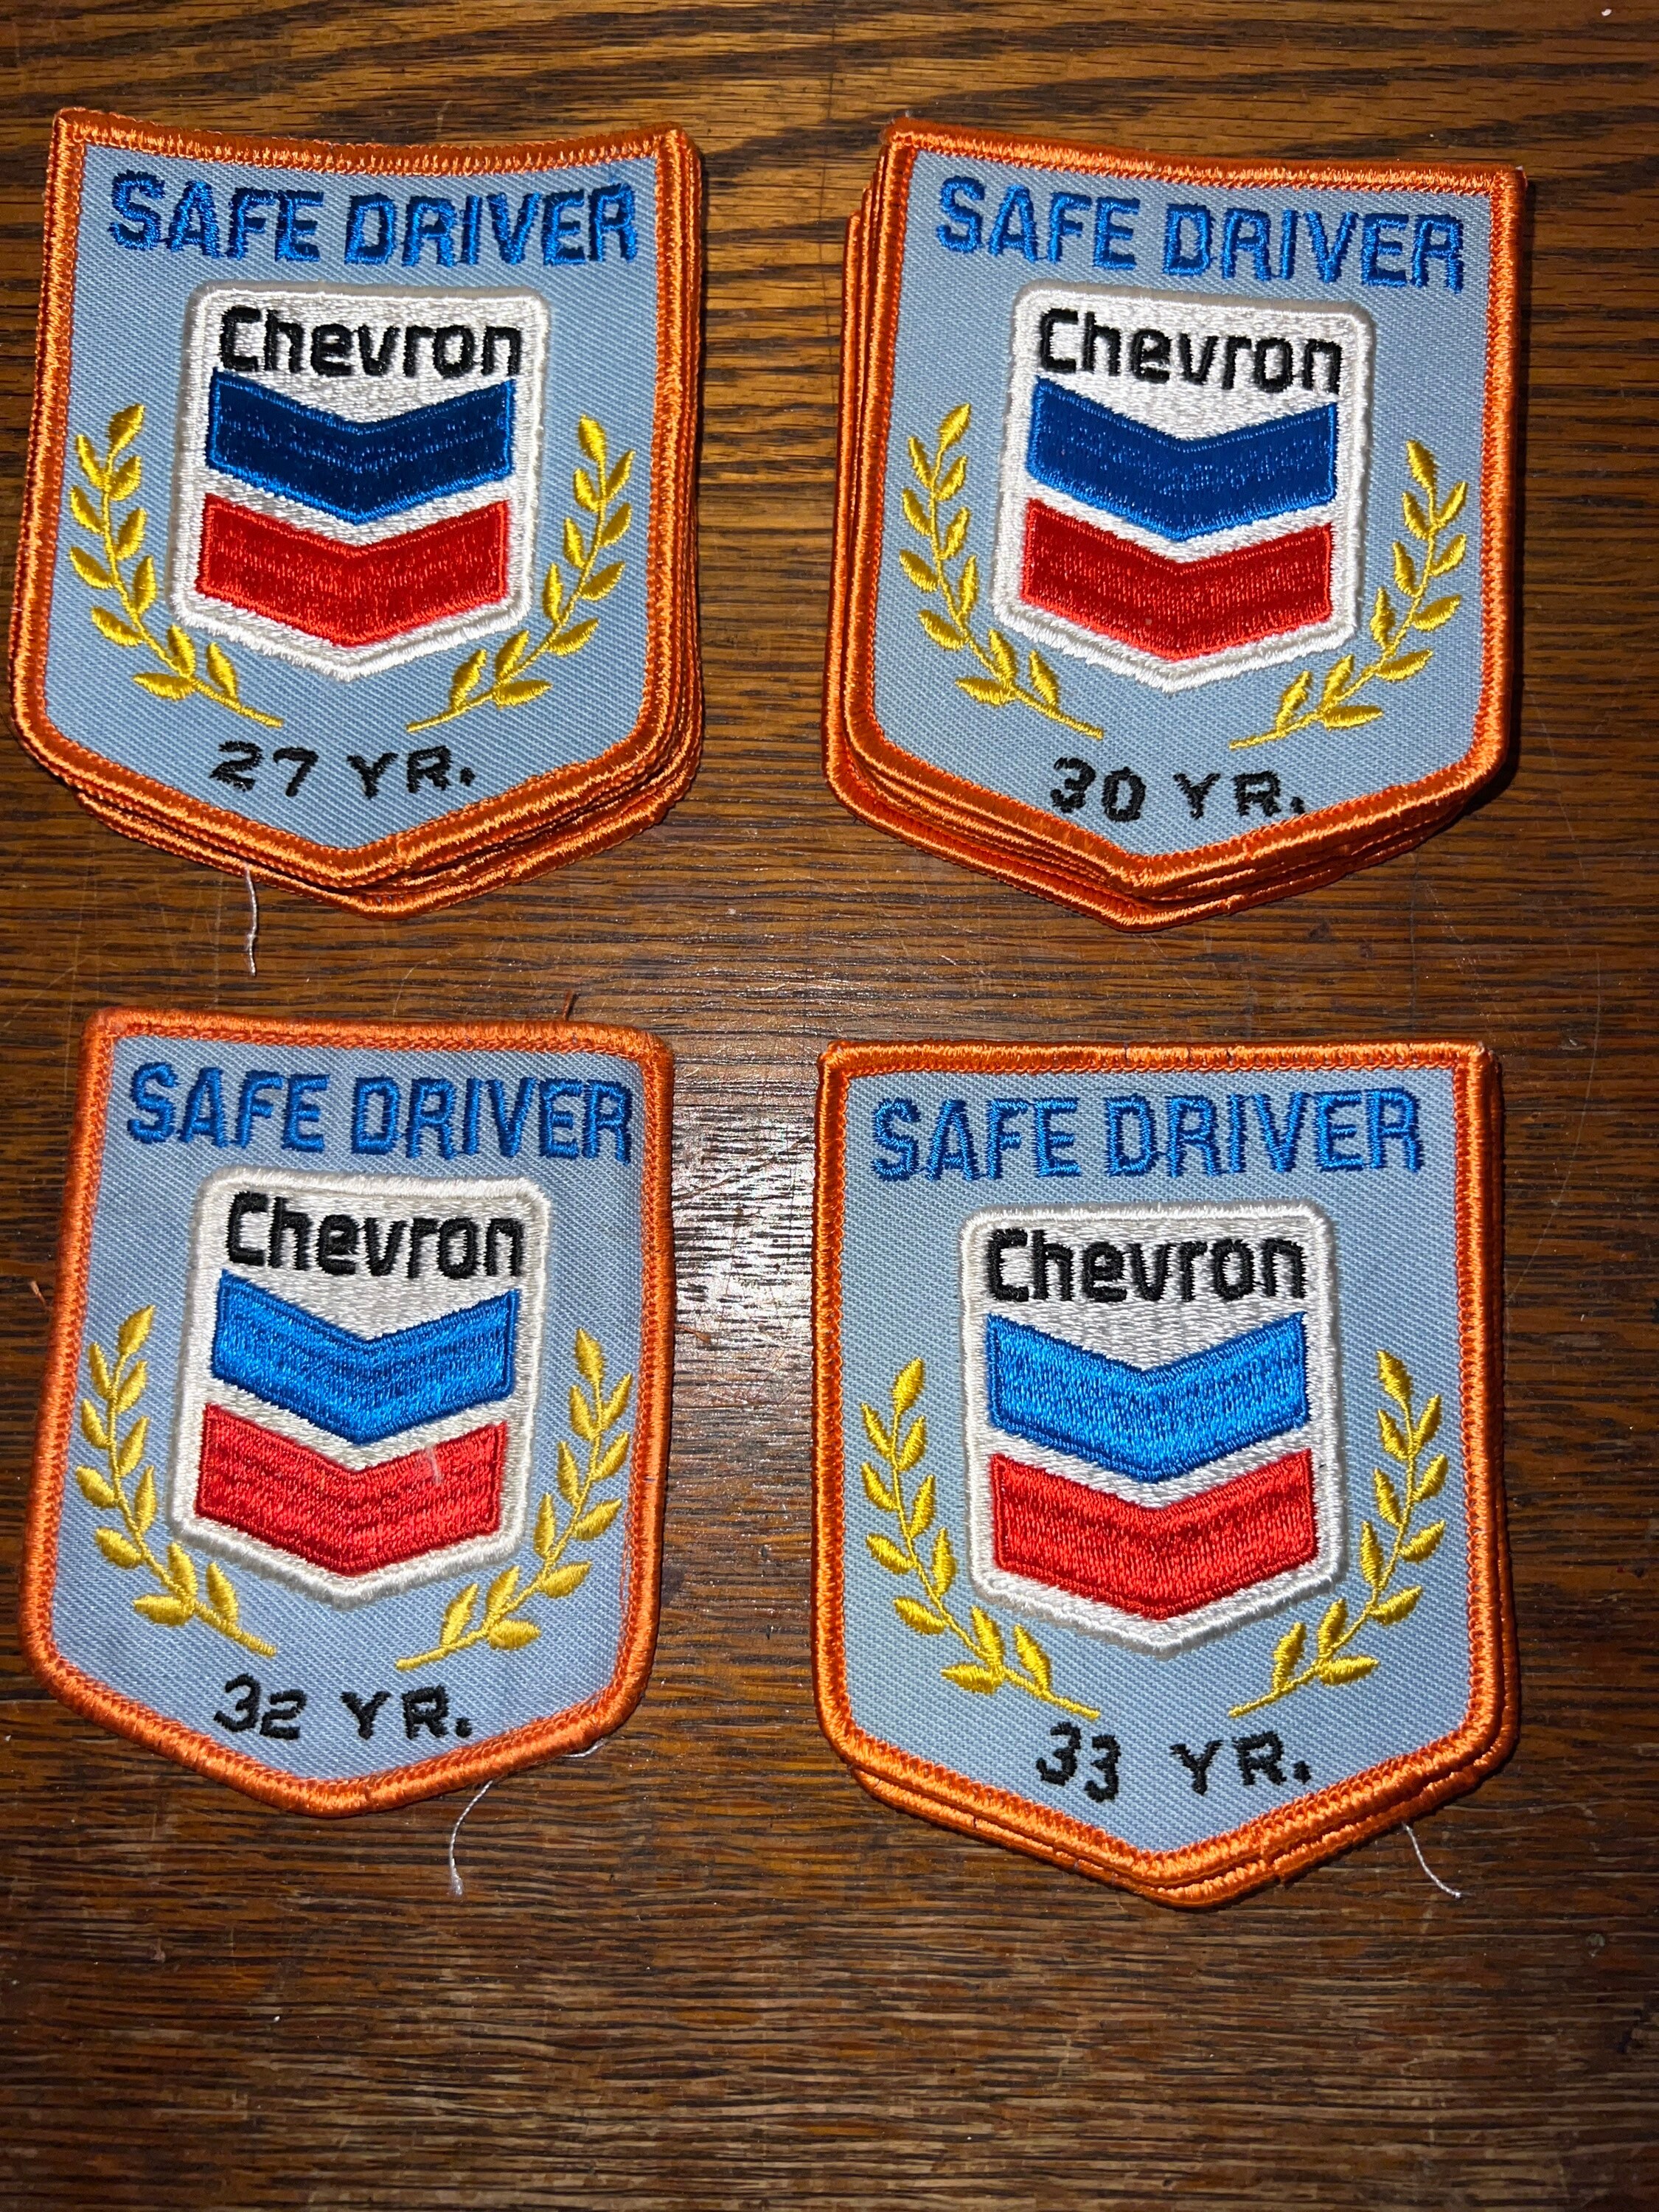 SAFE DRIVER
Chevron
27 YR.
SAFE DRIVER
Chevron
30 YR.
SAFE DRIVER
Chevron
32 YR.
SAFE DRIVER
Chevron
33 YR.